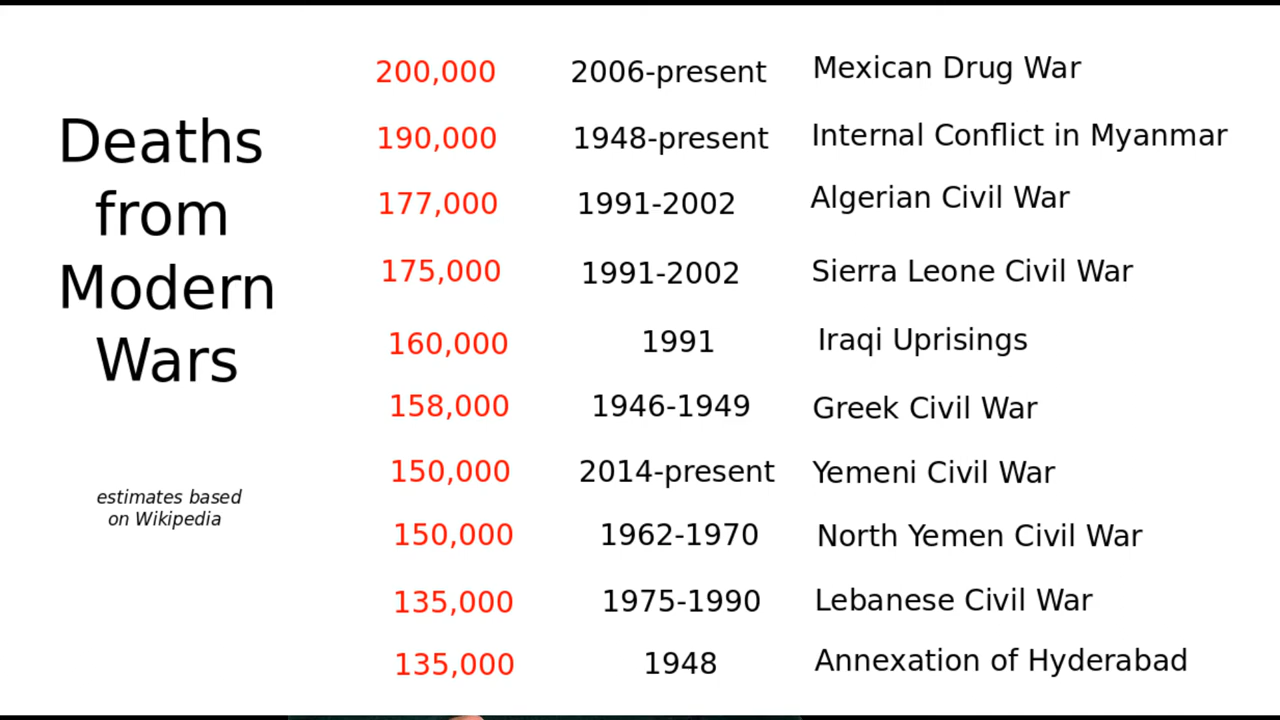 Deaths
from
Modern
Wars
estimates based
on Wikipedia
200,000 2006-present Mexican Drug War
190,000 1948-present Internal Conflict in Myanmar
177,000 1991-2002 Algerian Civil War
175,000 1991-2002 Sierra Leone Civil War
160,000 1991 Iraqi Uprisings
158,000 1946-1949 Greek Civil War
150,000 2014-present Yemeni Civil War
150,000 1962-1970 North Yemen Civil War
135,000 1975-1990 Lebanese Civil War
135,000 1948 Annexation of Hyderabad